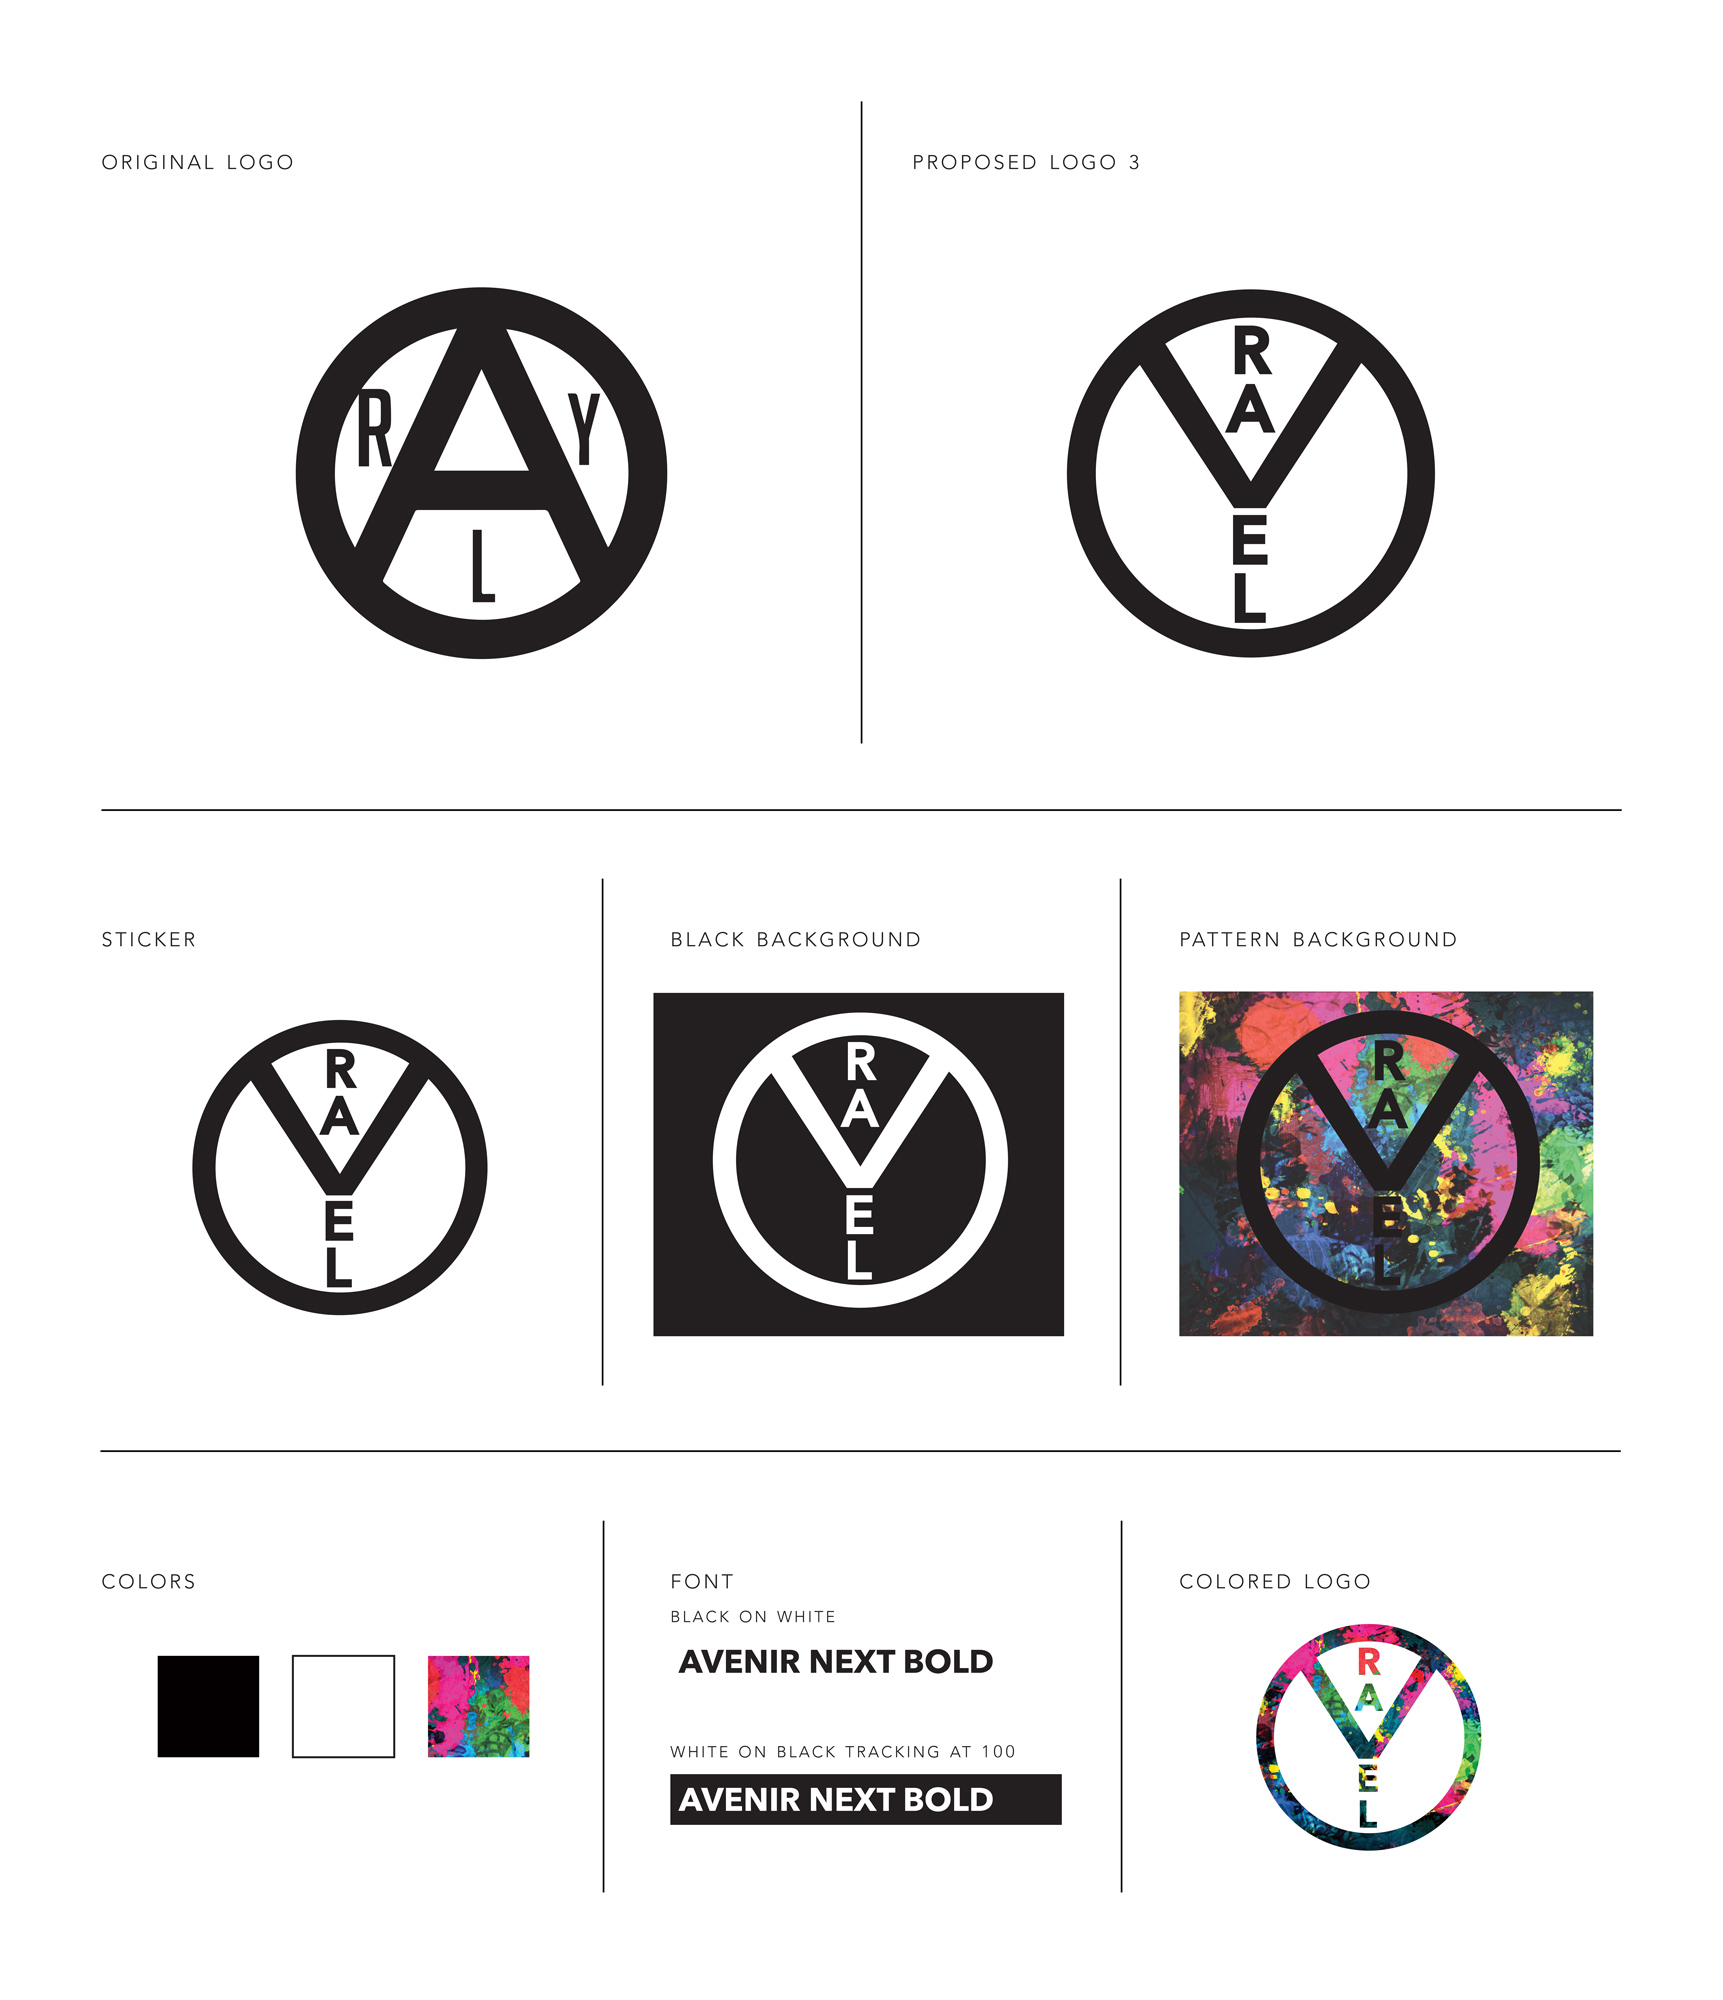 ORIGINAL LOGO
PROPOSED LOGO 3
R
A
Y
L
R
A
Y
E
L
STICKER
BLACK BACKGROUND
PATTERN BACKGROUND
R
A
Y
E
L
R
A
Y
E
L
R
A
Y
E
L
COLORS
FONT
BLACK ON WHITE
AVENIR NEXT BOLD
WHITE ON BLACK TRACKING AT 100
AVENIR NEXT BOLD
COLORED LOGO
R
A
Y
E
L